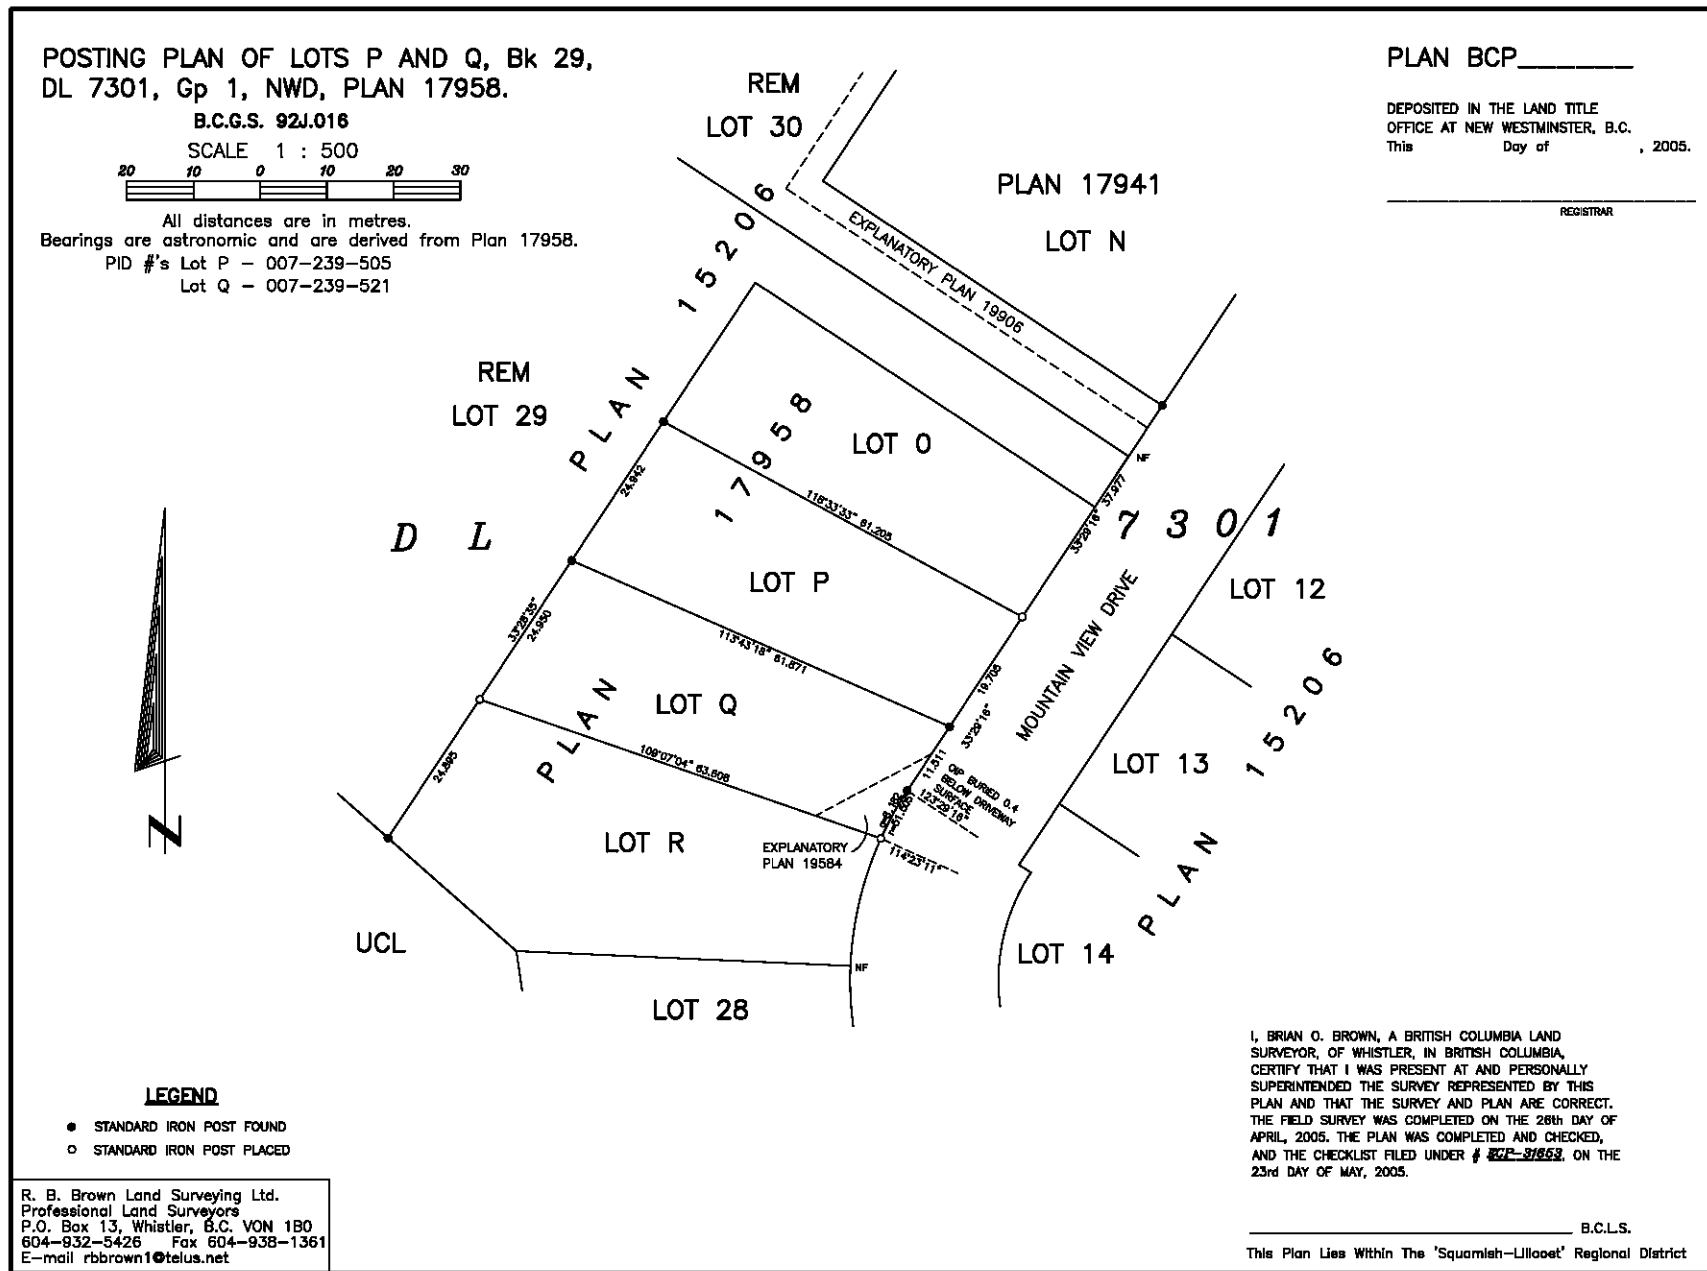 POSTING PLAN OF LOTS P AND Q, Bk 29,
DL 7301, Gp 1, NWD, PLAN 17958.
B.C.G.S. 92J.016
SCALE 1 : 500
20 10 0 10 20 30
All distances are in metres.
Bearings are astronomic and are derived from Plan 17958.
PID #'s Lot P – 007–239–505
Lot Q – 007–239–521
PLAN BCP______
DEPOSITED IN THE LAND TITLE
OFFICE AT NEW WESTMINSTER, B.C.
This Day of , 2005.
REGISTRAR
REM
LOT 30
PLAN 17941
LOT N
EXPLANATORY PLAN 19906
PLAN 15206
REM
LOT 29
PLAN 17958
LOT O
NF
33°29'16" 37.977
24.942
118°33'33" 61.205
D L 7301
LOT P
LOT 12
MOUNTAIN VIEW DRIVE
33°28'35"
24.950
113°43'18" 61.871
19.705
33°29'16"
LOT Q
LOT 13
PLAN 15206
24.895
109°07'04" 63.608
11.511
OIP BURIED 0.4
BELOW DRIVEWAY
SURFACE
123°29'16"
LOT R
EXPLANATORY
PLAN 19584
114°23'11"
UCL
NF
LOT 14
LOT 28
LEGEND
STANDARD IRON POST FOUND
STANDARD IRON POST PLACED
R. B. Brown Land Surveying Ltd.
Professional Land Surveyors
P.O. Box 13, Whistler, B.C. VON 1B0
604–932–5426 Fax 604–938–1361
E–mail rbbrown1@telus.net
I, BRIAN O. BROWN, A BRITISH COLUMBIA LAND
SURVEYOR, OF WHISTLER, IN BRITISH COLUMBIA,
CERTIFY THAT I WAS PRESENT AT AND PERSONALLY
SUPERINTENDED THE SURVEY REPRESENTED BY THIS
PLAN AND THAT THE SURVEY AND PLAN ARE CORRECT.
THE FIELD SURVEY WAS COMPLETED ON THE 26th DAY OF
APRIL, 2005. THE PLAN WAS COMPLETED AND CHECKED,
AND THE CHECKLIST FILED UNDER # ECP–31653, ON THE
23rd DAY OF MAY, 2005.
B.C.L.S.
This Plan Lies Within The 'Squamish–Lillooet' Regional District
N